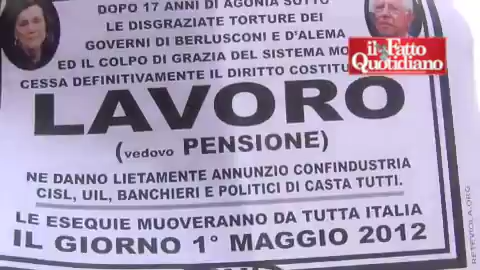 DOPO 17 ANNI DI AGONIA SOTTO
LE DISGRAZIATE TORTURE DEI
GOVERNI DI BERLUSCONI E D'ALEMA
ED IL COLPO DI GRAZIA DEL SISTEMA
CESSA DEFINITIVAMENTE IL DIRITTO
LAVORO
(vedovo PENSIONE)
NE DANNO LIETAMENTE ANNUNZIO CONFINDUSTRIA
CISL, UIL, BANCHIERI E POLITICI DI CASTA TUTTI.
LE ESEQUIE MUOVERANNO DA TUTTA ITALIA
IL GIORNO 1° MAGGIO 2012
il Fatto
Quotidiano
RETEVIOLA.ORG